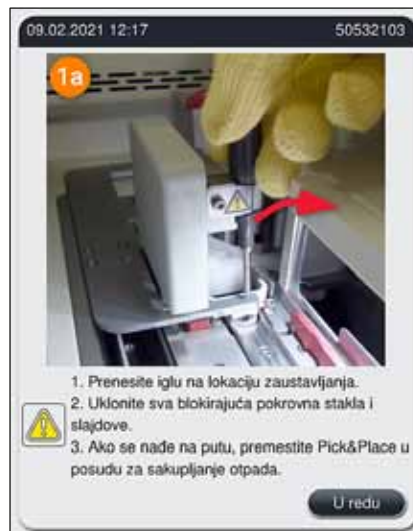 09.02.2021 12:17 50532103
1a
1. Prenesite iglu na lokaciju zaustavljanja.
2. Uklonite sva blokirajuća pokrovna stakla i
slajdove.
3. Ako se nađe na putu, premestite Pick&Place u
posudu za sakupljanje otpada.
U redu